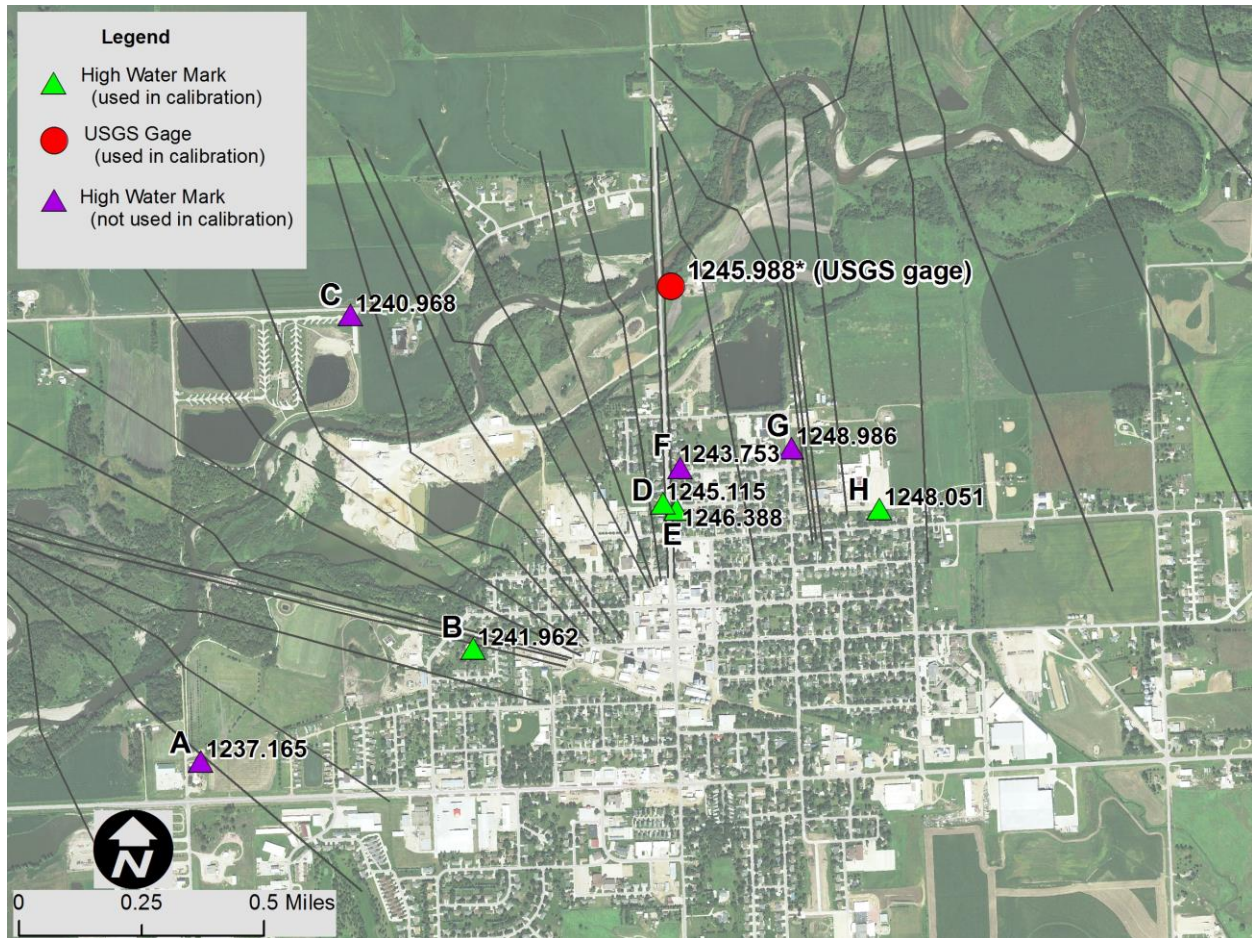 Legend
High Water Mark
(used in calibration)
USGS Gage
(used in calibration)
High Water Mark
(not used in calibration)
1245.988* (USGS gage)
C
1240.968
G
1248.986
F
1243.753
D
1245.115
H
1248.051
1246.388
E
B
1241.962
A
1237.165
N
0 0.25 0.5 Miles